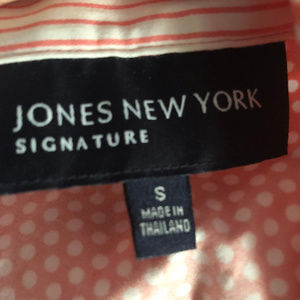 JONES NEW YORK
SIGNATURE
S
MADE IN
THAILAND